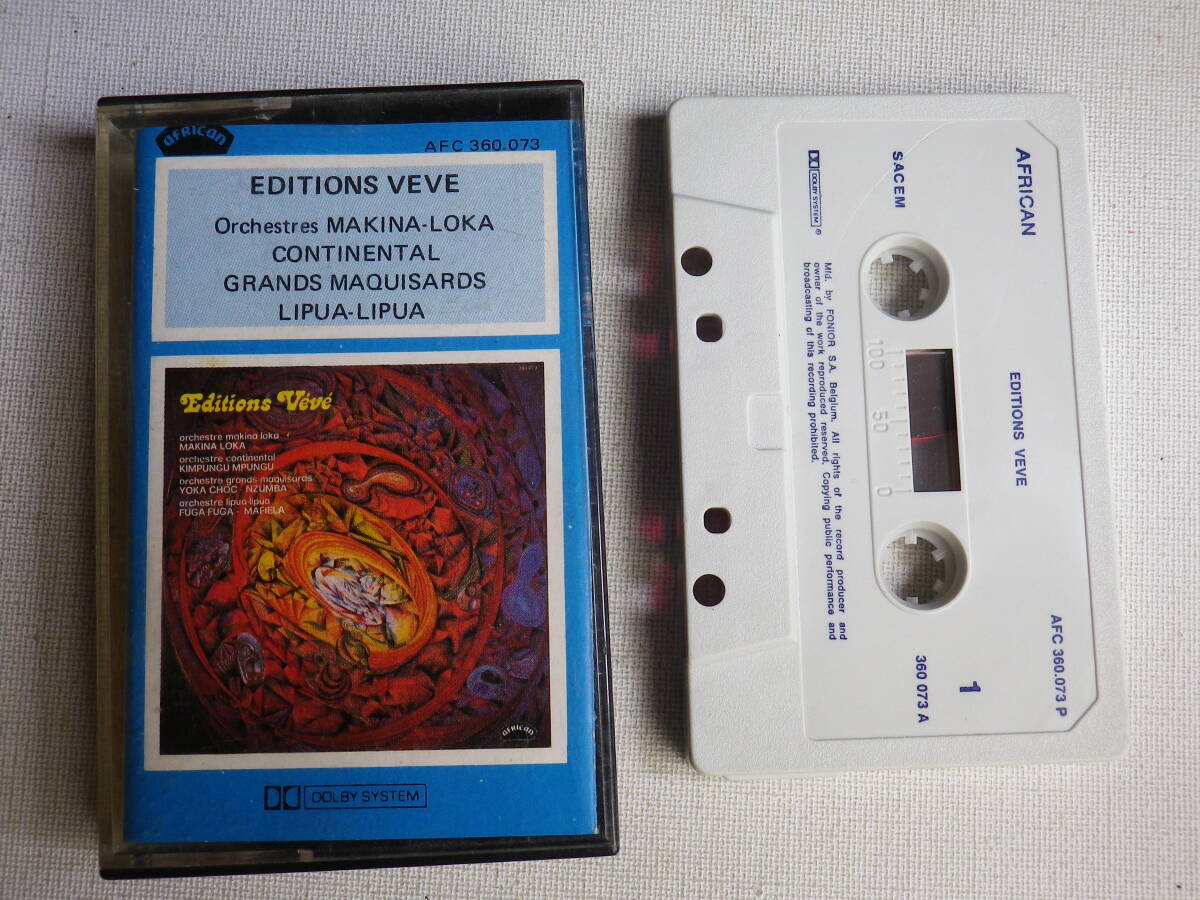 AFRICAN
AFC 360.073
EDITIONS VEVE
Orchestres MAKINA-LOKA
CONTINENTAL
GRANDS MAQUISARDS
LIPUA-LIPUA
Editions Vévé
orchestre makina loka
MAKINA LOKA
orchestre continental
KIMPUNGU MPUNGU
orchestre grands maquisards
YOKA CHOC - NZUMBA
orchestre lipua-lipua
FUGA FUGA - MAFIELA
AFRICAN
DOLBY SYSTEM
AFRICAN
SACEM
DOLBY SYSTEM ®
EDITIONS VEVE
Mfd. by FONIOR S.A. Belgium. All rights of the record producer and
owner of the work reproduced reserved. Copying public performance and
broadcasting of this recording prohibited.
100 50 0
AFC 360.073 P
1
360 073 A